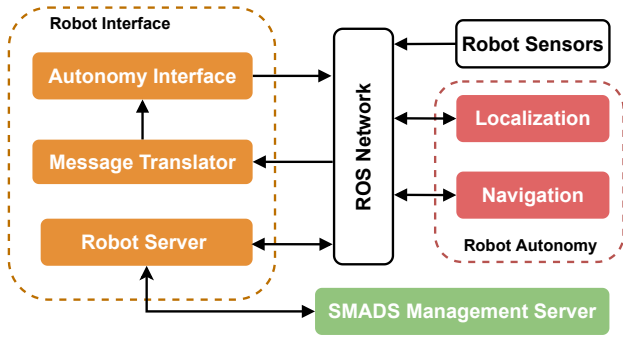 Robot Interface
Autonomy Interface
Message Translator
Robot Server
ROS Network
Robot Sensors
Localization
Navigation
Robot Autonomy
SMADS Management Server